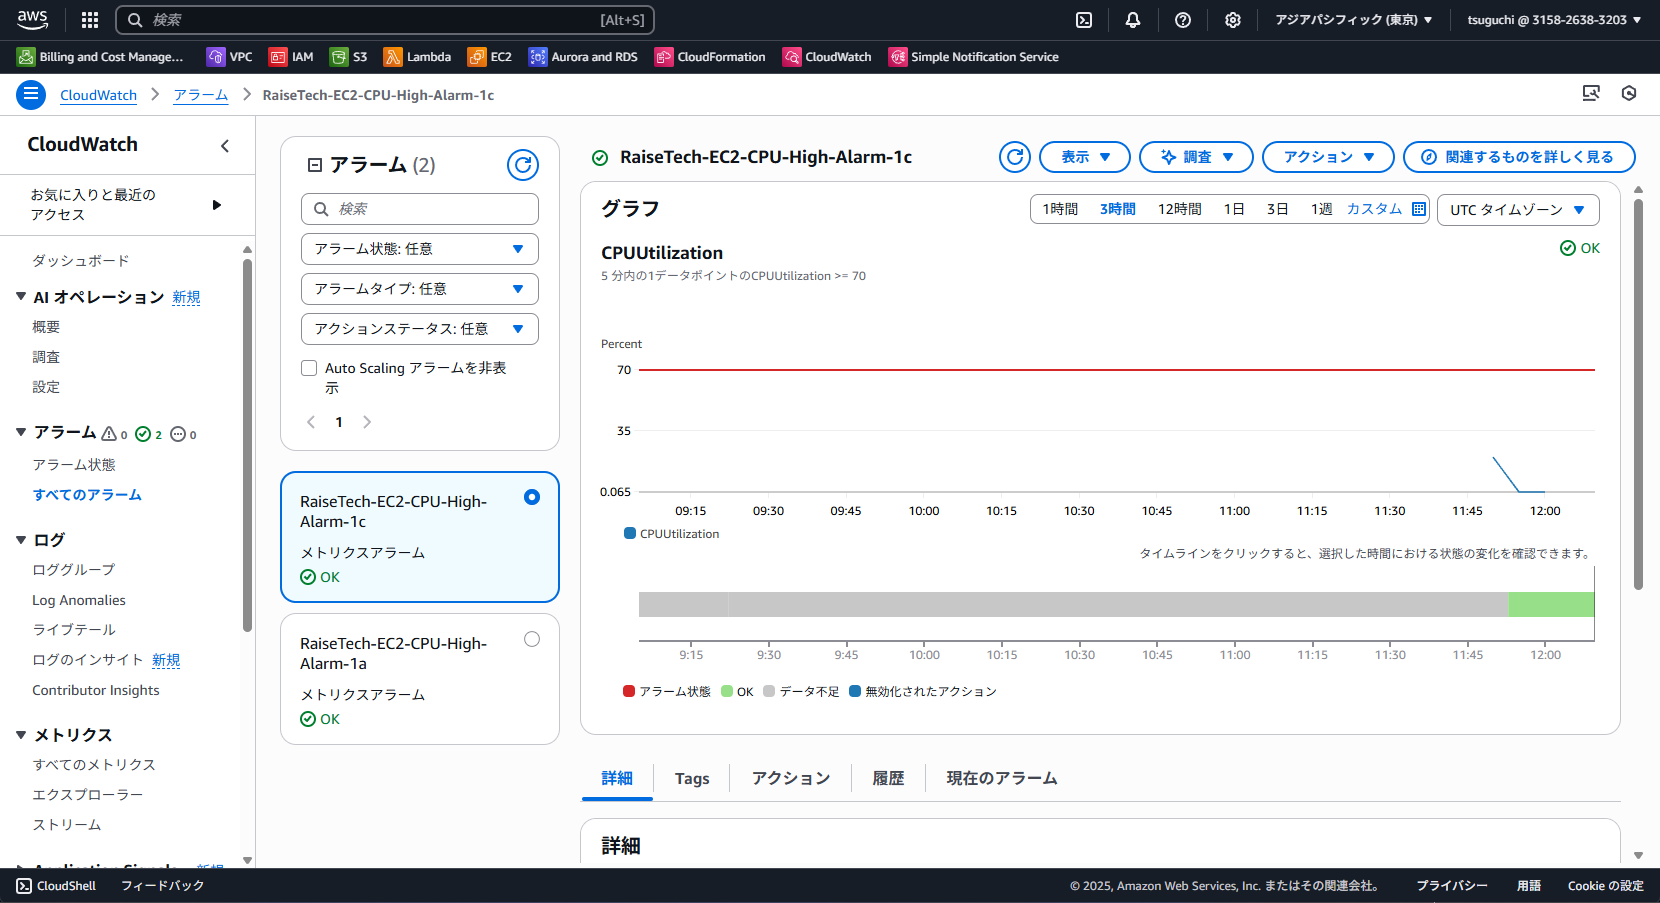 aws
検索
[Alt+S]
アジアパシフィック (東京)
tsuguchi @ 3158-2638-3203
Billing and Cost Manage...
VPC
IAM
S3
Lambda
EC2
Aurora and RDS
CloudFormation
CloudWatch
Simple Notification Service
CloudWatch
アラーム
RaiseTech-EC2-CPU-High-Alarm-1c
CloudWatch
お気に入りと最近の
アクセス
ダッシュボード
AI オペレーション 新規
概要
調査
設定
アラーム 0 2 0
アラーム状態
すべてのアラーム
ログ
ロググループ
Log Anomalies
ライブテール
ログのインサイト 新規
Contributor Insights
メトリクス
すべてのメトリクス
エクスプローラー
ストリーム
アラーム (2)
検索
アラーム状態: 任意
アラームタイプ: 任意
アクションステータス: 任意
Auto Scaling アラームを非表
示
1
RaiseTech-EC2-CPU-High-
Alarm-1c
メトリクスアラーム
OK
RaiseTech-EC2-CPU-High-
Alarm-1a
メトリクスアラーム
OK
RaiseTech-EC2-CPU-High-Alarm-1c
表示
調査
アクション
関連するものを詳しく見る
グラフ
1時間 3時間 12時間 1日 3日 1週 カスタム
UTC タイムゾーン
CPUUtilization
OK
5 分内の1データポイントのCPUUtilization >= 70
Percent
70
35
0.065
09:15 09:30 09:45 10:00 10:15 10:30 10:45 11:00 11:15 11:30 11:45 12:00
CPUUtilization
タイムラインをクリックすると、選択した時間における状態の変化を確認できます。
9:15 9:30 9:45 10:00 10:15 10:30 10:45 11:00 11:15 11:30 11:45 12:00
アラーム状態 OK データ不足 無効化されたアクション
詳細
Tags
アクション
履歴
現在のアラーム
詳細
CloudShell
フィードバック
© 2025, Amazon Web Services, Inc. またはその関連会社。
プライバシー
用語
Cookie の設定